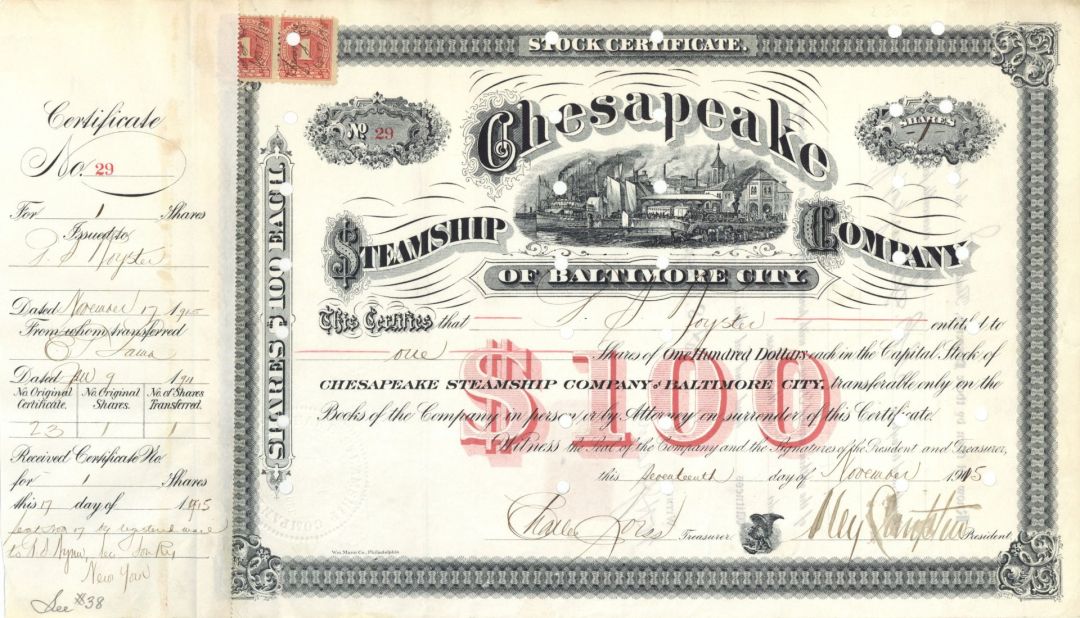 Certificate
No. 29
For 1 Shares
Issued to
Royster
Dated November 17 1915
From whom transferred
Dated 9 1911
No. Original Certificate. No. Original Shares. No. of Shares Transferred.
23 1 1
Received Certificate No.
for 1 Shares
this 17 day of 1915
to
New York
See #38
STOCK CERTIFICATE.
No 29
SHARES
1
SHARES $100 EACH
Chesapeake
STEAMSHIP COMPANY
OF BALTIMORE CITY
This Certifies that Royster entitled to
one Shares of One Hundred Dollars each in the Capital Stock of
CHESAPEAKE STEAMSHIP COMPANY OF BALTIMORE CITY, transferable only on the
Books of the Company in person or by Attorney on surrender of this Certificate.
$100
Witness the Seal of the Company and the Signatures of the President and Treasurer,
this seventeenth day of November 1915
Treasurer.
President
Wm. Mann Co., Philadelphia